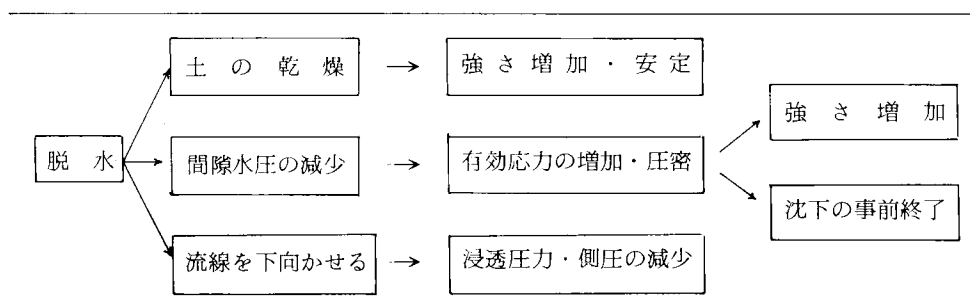 土の乾燥 → 強さ増加・安定
強さ増加
脱水 間隙水圧の減少 → 有効応力の増加・圧密
沈下の事前終了
流線を下向かせる → 浸透圧力・側圧の減少